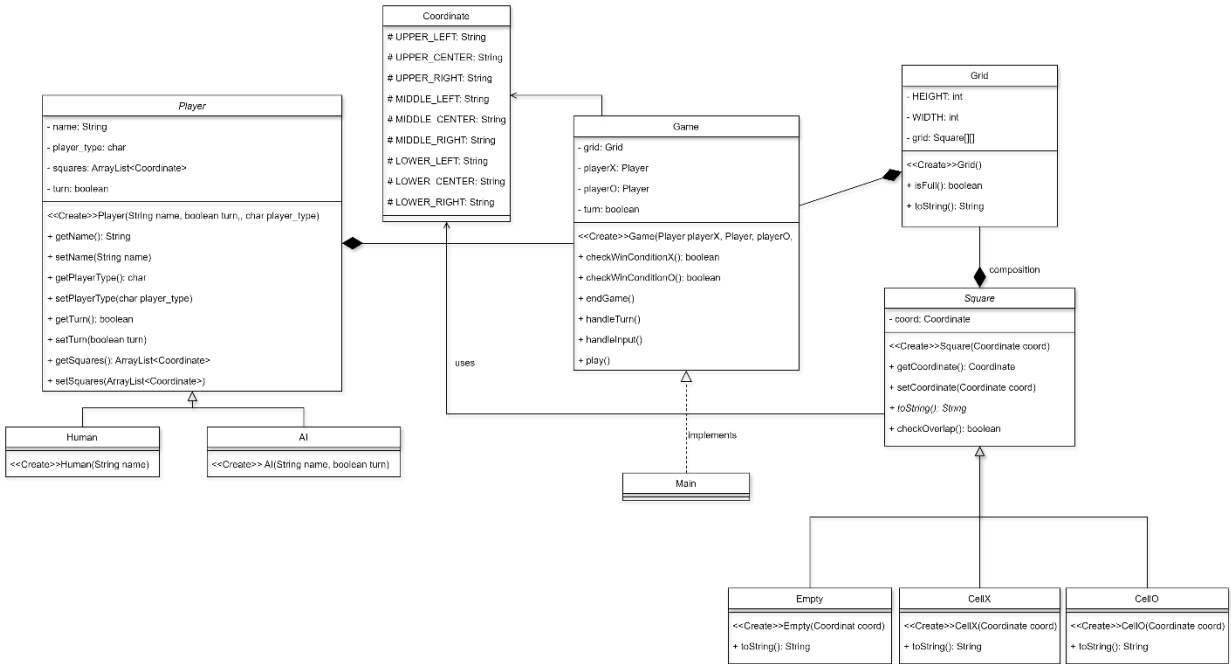 Coordinate
# UPPER_LEFT: String
# UPPER_CENTER: String
# UPPER_RIGHT: String
# MIDDLE_LEFT: String
# MIDDLE_CENTER: String
# MIDDLE_RIGHT: String
# LOWER_LEFT: String
# LOWER_CENTER: String
# LOWER_RIGHT: String
Player
- name: String
- player_type: char
- squares: ArrayList<Coordinate>
- turn: boolean
<<Create>>Player(String name, boolean turn,, char player_type)
+ getName(): String
+ setName(String name)
+ getPlayerType(): char
+ setPlayerType(char player_type)
+ getTurn(): boolean
+ setTurn(boolean turn)
+ getSquares(): ArrayList<Coordinate>
+ setSquares(ArrayList<Coordinate>)
Human
<<Create>>Human(String name)
AI
<<Create>> AI(String name, boolean turn)
Game
- grid: Grid
- playerX: Player
- playerO: Player
- turn: boolean
<<Create>>Game(Player playerX, Player, playerO,
+ checkWinConditionX(): boolean
+ checkWinConditionO(): boolean
+ endGame()
+ handleTurn()
+ handleInput()
+ play()
uses
implements
Main
Grid
- HEIGHT: int
- WIDTH: int
- grid: Square[][]
<<Create>>Grid()
+ isFull(): boolean
+ toString(): String
composition
Square
- coord: Coordinate
<<Create>>Square(Coordinate coord)
+ getCoordinate(): Coordinate
+ setCoordinate(Coordinate coord)
+ toString(): String
+ checkOverlap(): boolean
Empty
<<Create>>Empty(Coordinat coord)
+ toString(): String
CellX
<<Create>>CellX(Coordinate coord)
+ toString(): String
CellO
<<Create>>CellO(Coordinate coord)
+ toString(): String